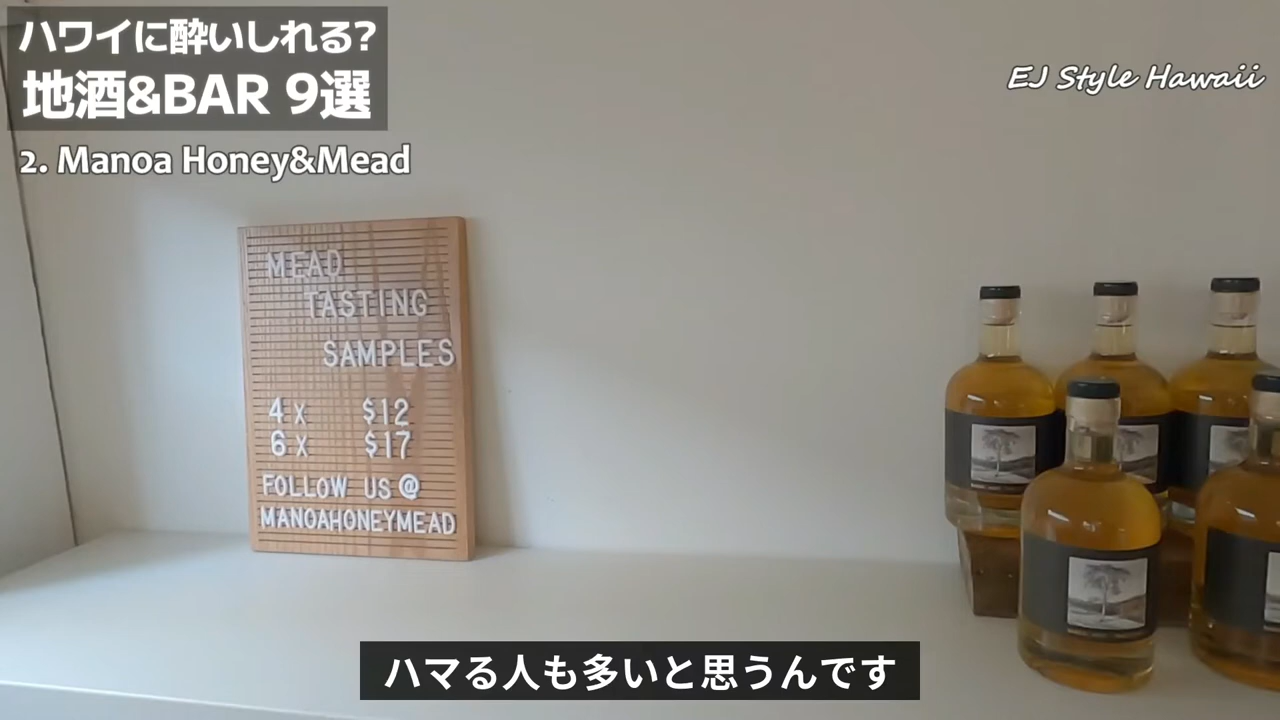 ハワイに酔いしれる?
地酒&BAR 9選
EJ Style Hawaii
2. Manoa Honey&Mead
MEAD
TASTING
SAMPLES
4 X $12
6 X $17
FOLLOW US @
MANOAHONEYMEAD
ハマる人も多いと思うんです